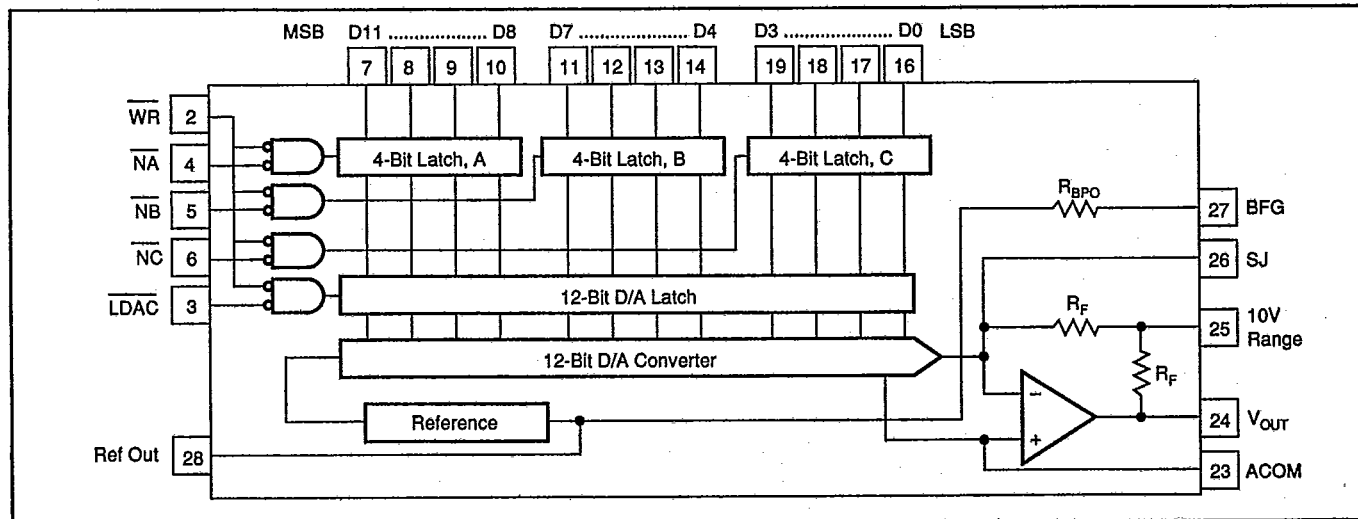 MSB D11 .................. D8 D7 .................. D4 D3 .................. D0 LSB
7 8 9 10 11 12 13 14 19 18 17 16
WR 2
NA 4
NB 5
NC 6
LDAC 3
4-Bit Latch, A 4-Bit Latch, B 4-Bit Latch, C
12-Bit D/A Latch
12-Bit D/A Converter
Reference
Ref Out 28
RBPO
27 BFG
26 SJ
RF
25 10V Range
RF
−
+
24 VOUT
23 ACOM